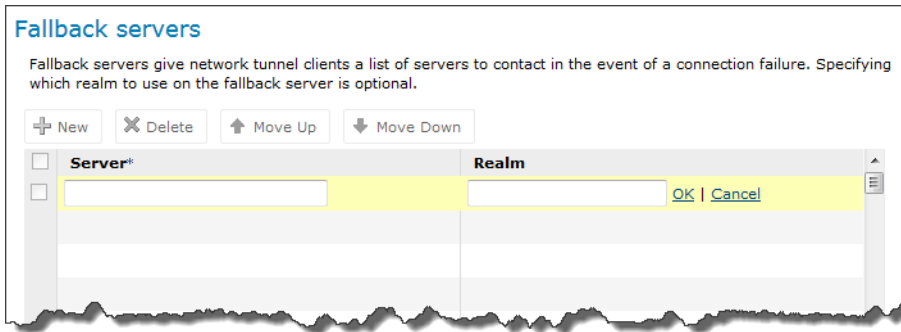 Fallback servers
Fallback servers give network tunnel clients a list of servers to contact in the event of a connection failure. Specifying
which realm to use on the fallback server is optional.
New Delete Move Up Move Down
Server* Realm
OK | Cancel